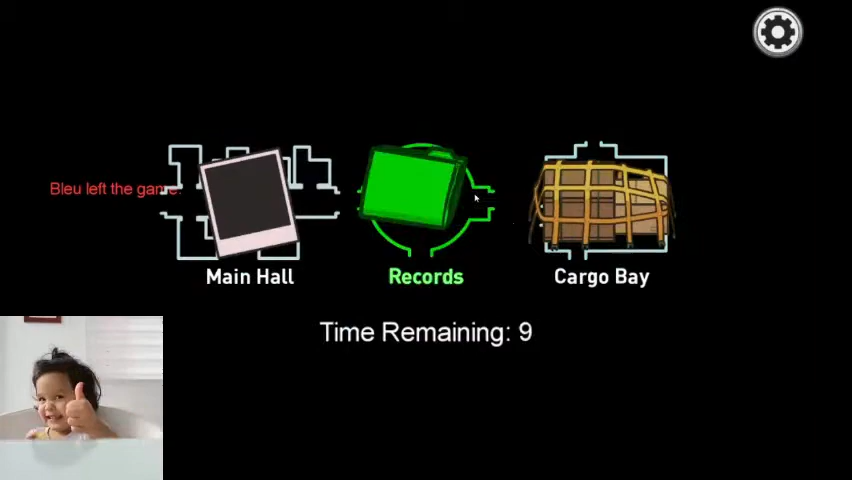 Bleu left the game.
Main Hall
Records
Cargo Bay
Time Remaining: 9